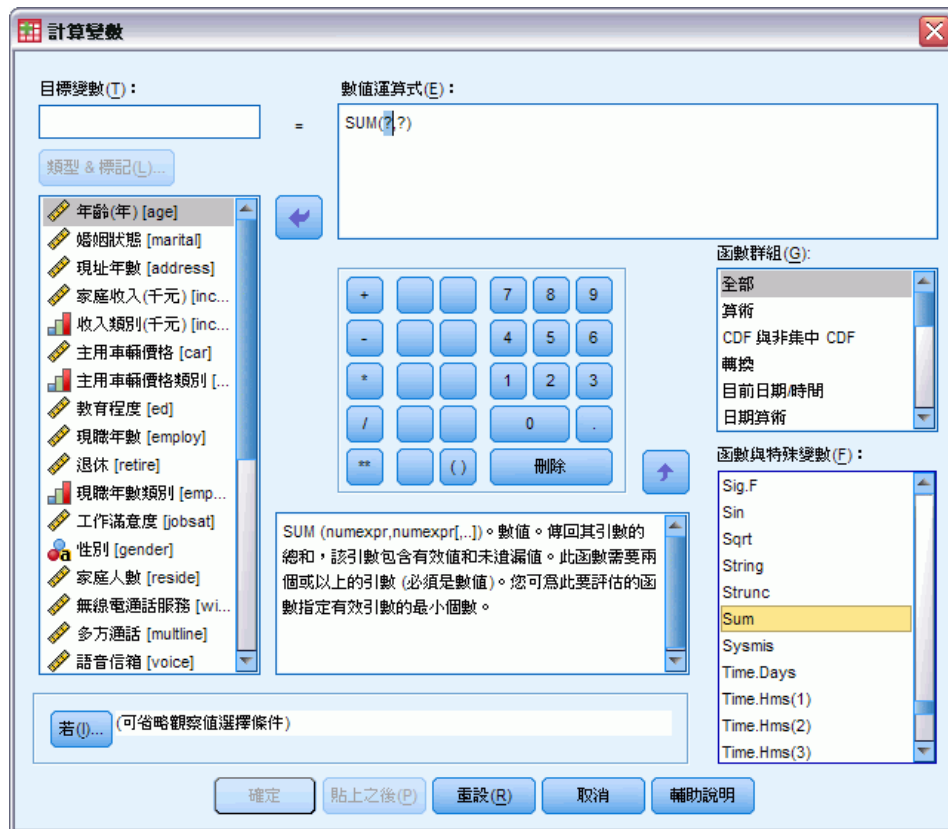 計算變數
目標變數(T)：
數值運算式(E)：
=
SUM(?,?)
類型 & 標記(L)...
年齡(年) [age]
婚姻狀態 [marital]
現址年數 [address]
家庭收入(千元) [inc...
收入類別(千元) [inc...
主用車輛價格 [car]
主用車輛價格類別 [...
教育程度 [ed]
現職年數 [employ]
退休 [retire]
現職年數類別 [emp...
工作滿意度 [jobsat]
性別 [gender]
家庭人數 [reside]
無線電通話服務 [wi...
多方通話 [multline]
語音信箱 [voice]
+ 7 8 9
- 4 5 6
* 1 2 3
/ 0 .
** ( ) 刪除
函數群組(G):
全部
算術
CDF 與非集中 CDF
轉換
目前日期/時間
日期算術
函數與特殊變數(F)：
Sig.F
Sin
Sqrt
String
Strunc
Sum
Sysmis
Time.Days
Time.Hms(1)
Time.Hms(2)
Time.Hms(3)
SUM (numexpr,numexpr[,..])。數值。傳回其引數的
總和，該引數包含有效值和未遺漏值。此函數需要兩
個或以上的引數 (必須是數值)。您可為此要評估的函
數指定有效引數的最小個數。
若(I)... (可省略觀察值選擇條件)
確定 貼上之後(P) 重設(R) 取消 輔助說明